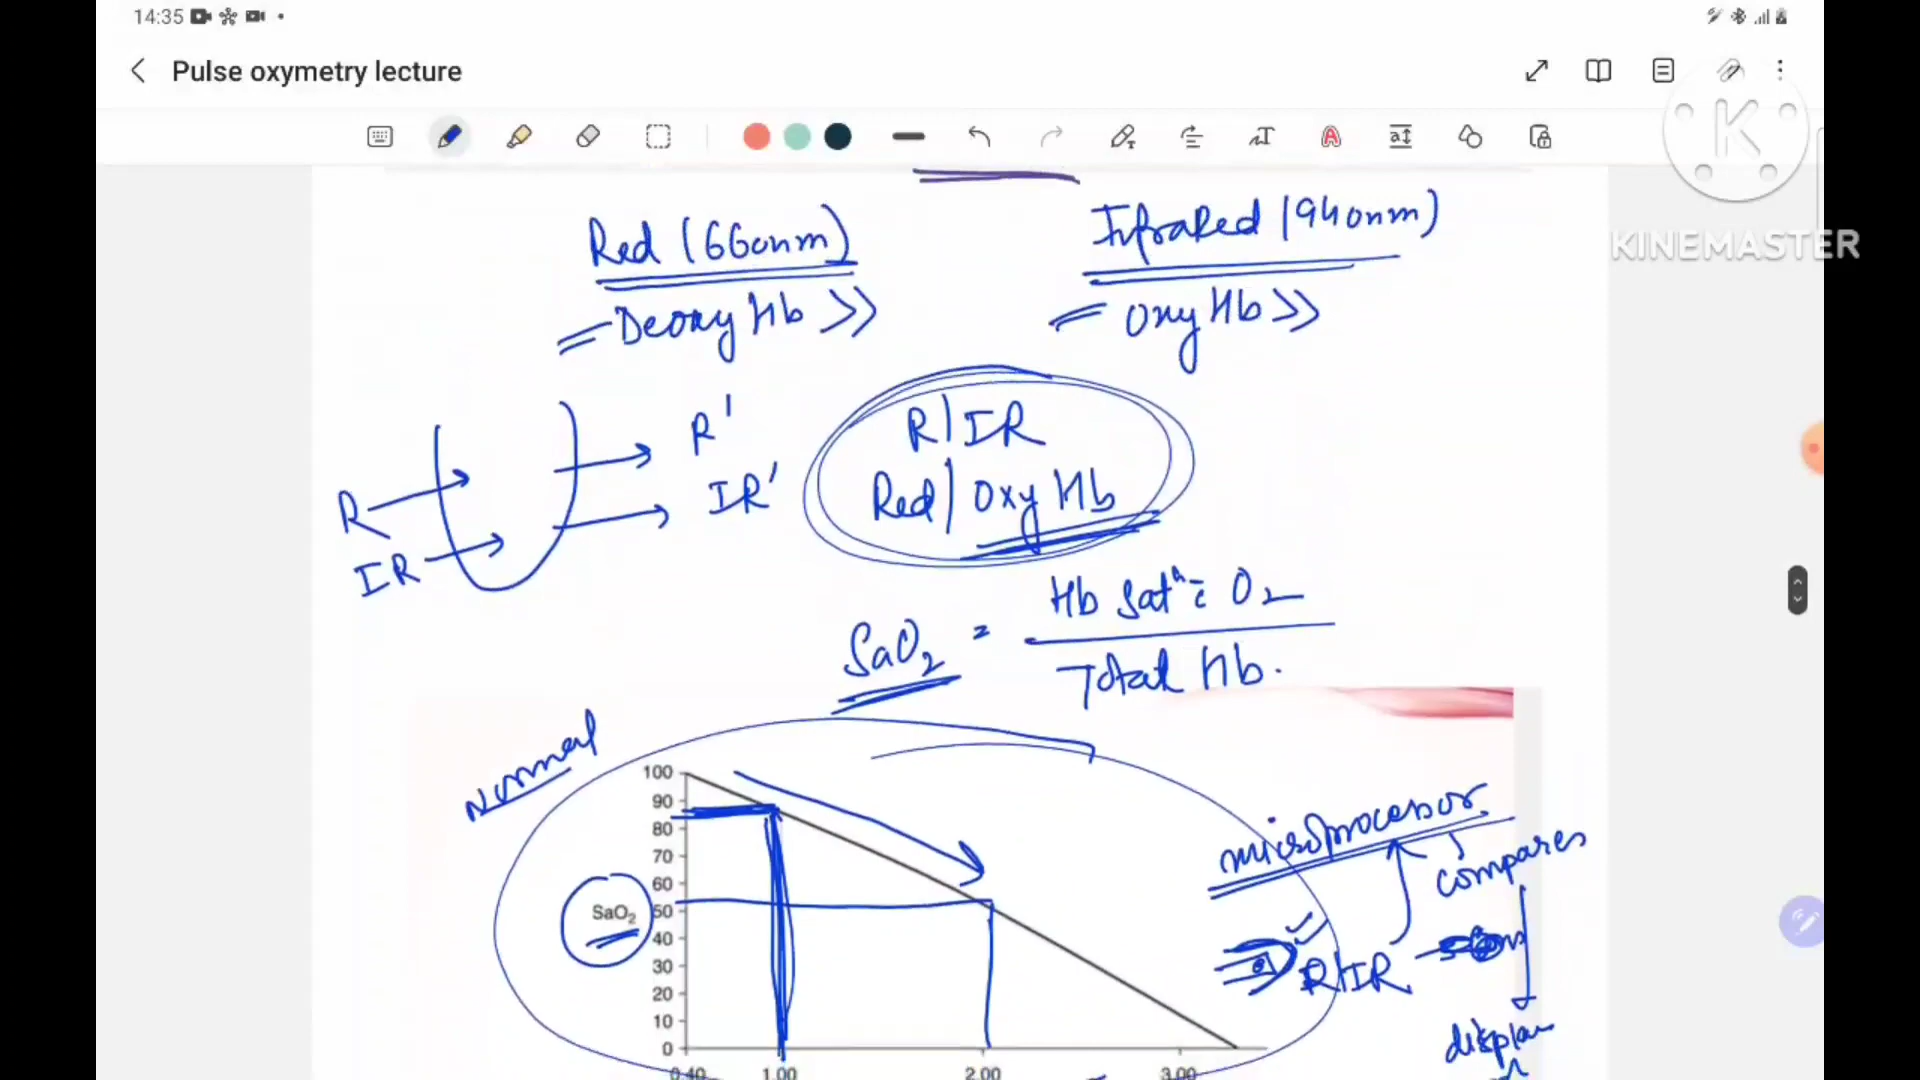 14:35
Pulse oxymetry lecture
KINEMASTER
Red (660nm)
InfraRed (940nm)
= Deoxy Hb >>
= Oxy Hb >>
R
IR
R'
IR'
R/IR
Red/Oxy Hb
SaO2 = Hb satⁿ c̄ O2
Total Hb.
Normal
100
90
80
70
60
50
40
30
20
10
0
SaO2
0.40 1.00 2.00 3.00
microprocessor
compares
R/IR